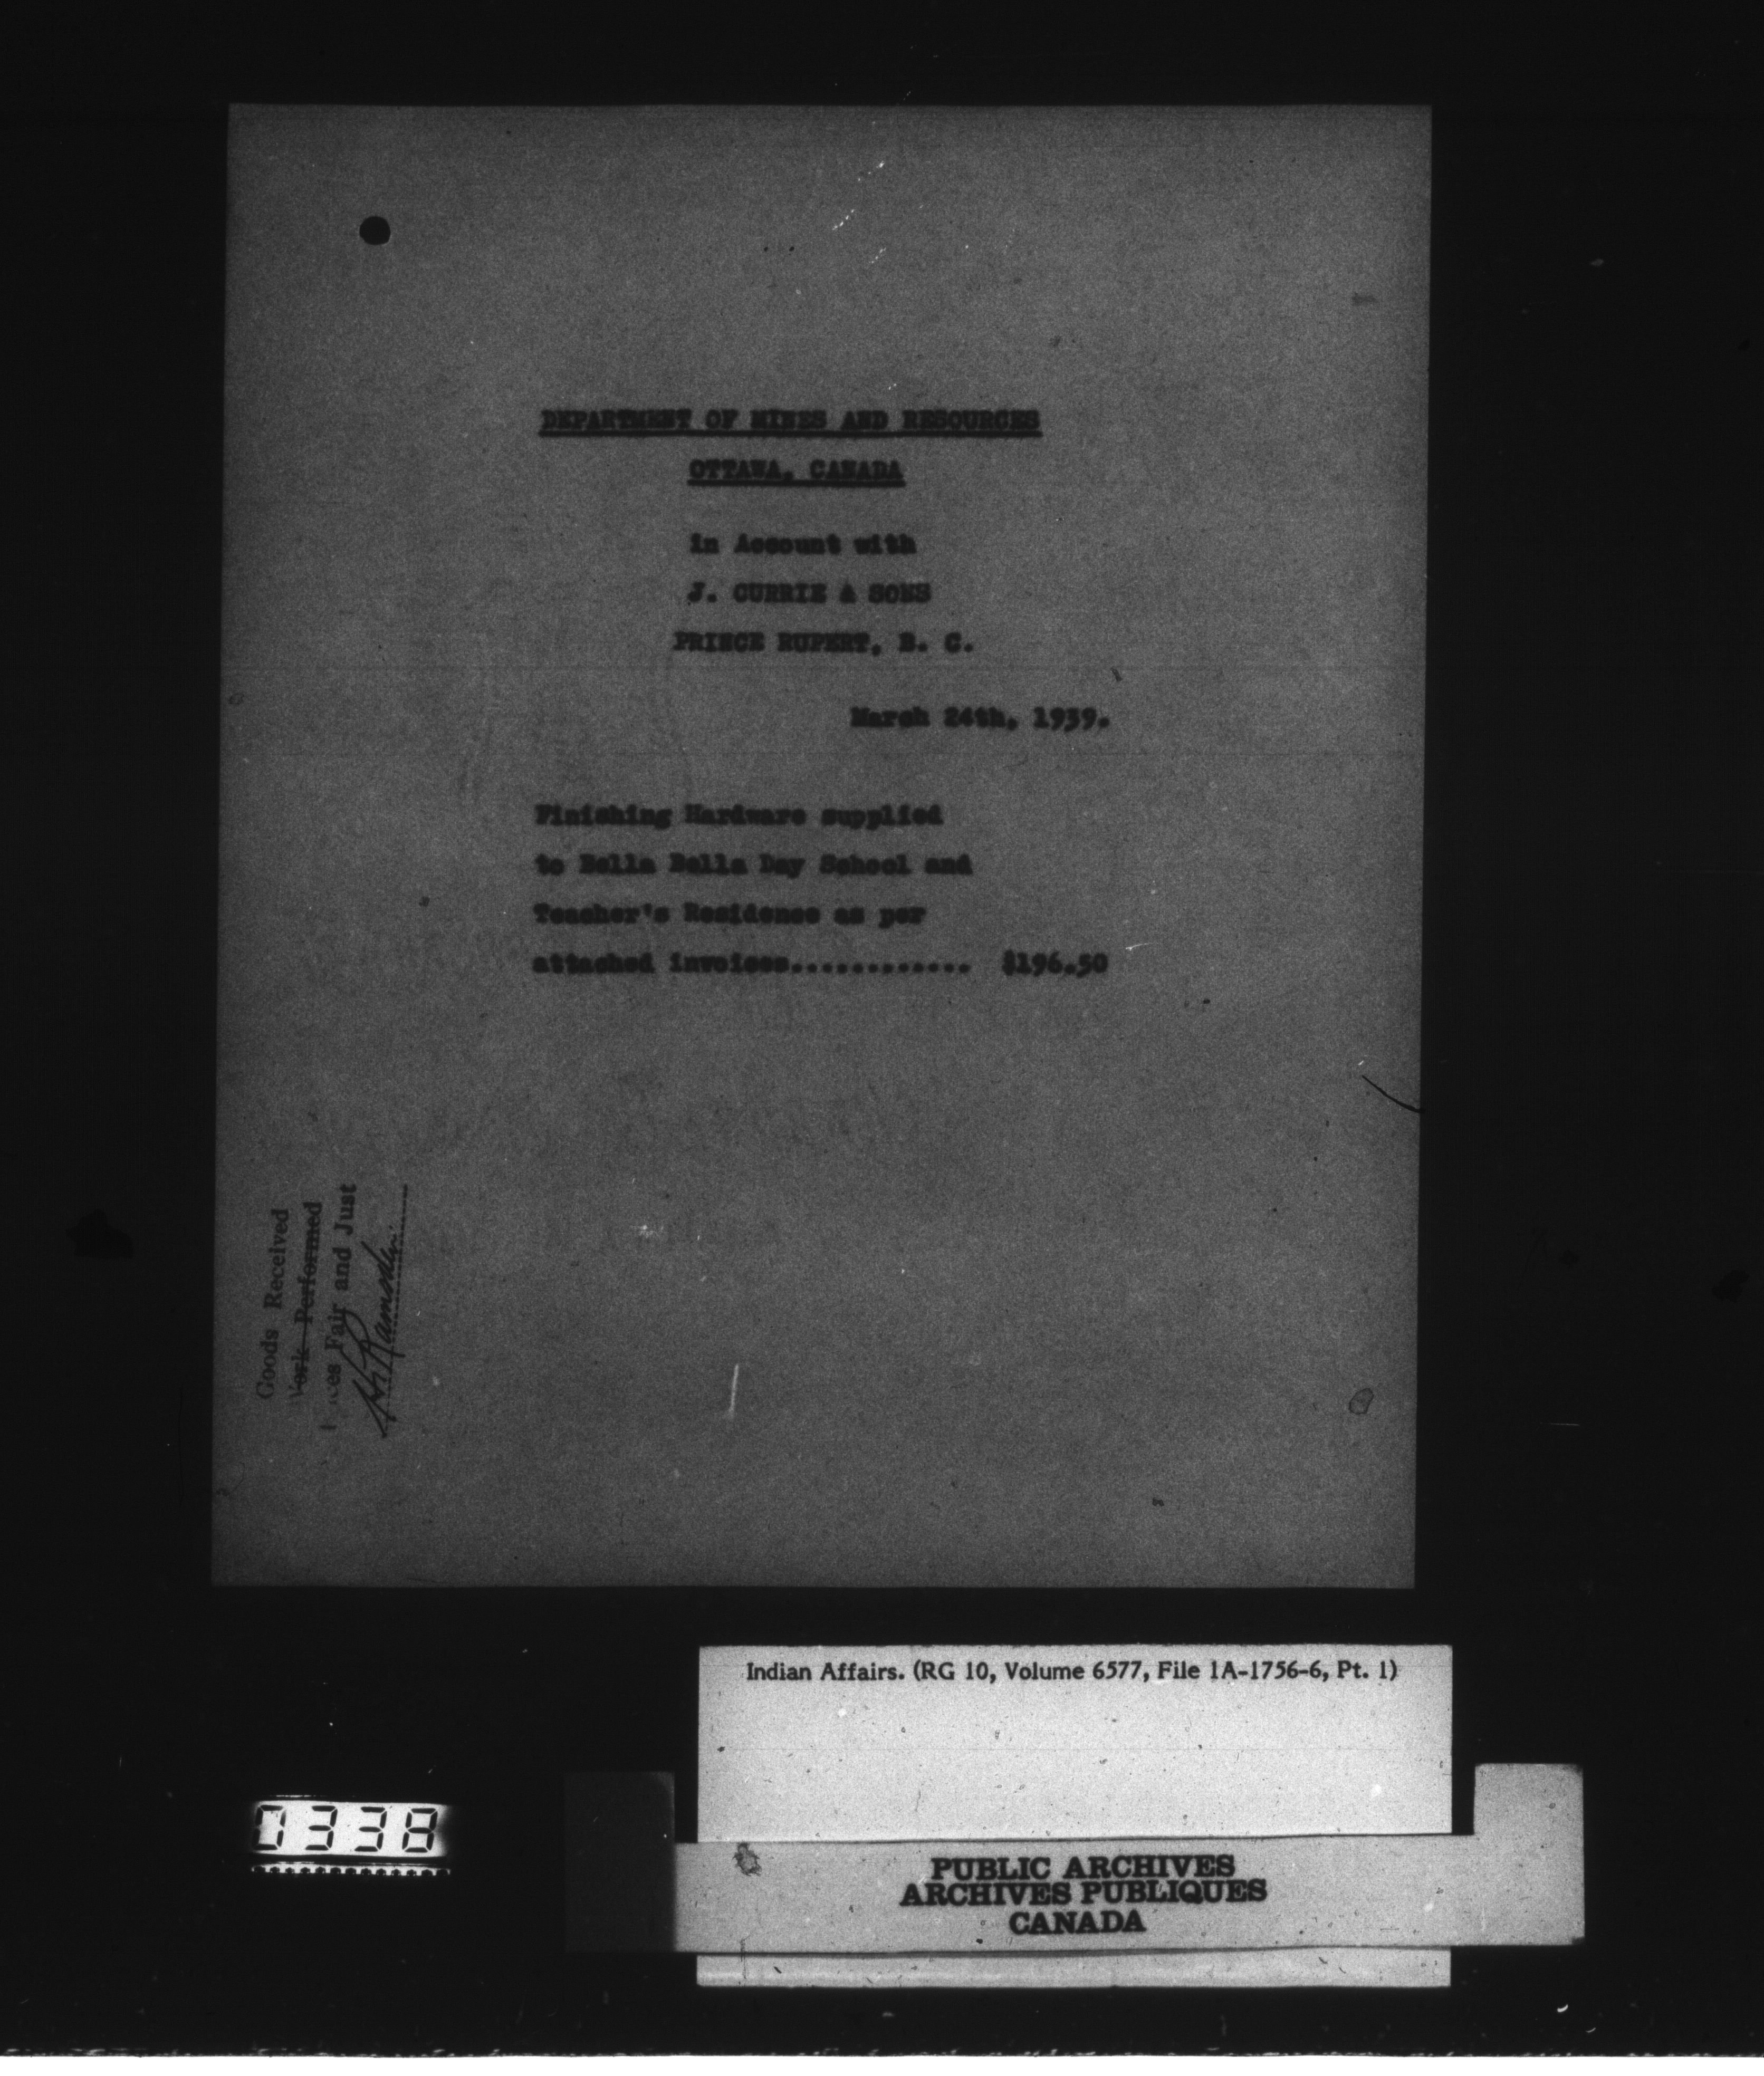 DEPARTMENT OF MINES AND RESOURCES
OTTAWA, CANADA
in Account with
J. CURRIE & SONS
PRINCE RUPERT, B. C.
March 24th, 1939.
Finishing Hardware supplied
to Bella Bella Day School and
Teacher's Residence as per
attached invoices............. $196.50
Goods Received
Work Performed
Prices Fair and Just
Indian Affairs. (RG 10, Volume 6577, File 1A-1756-6, Pt. 1)
0338
PUBLIC ARCHIVES
ARCHIVES PUBLIQUES
CANADA